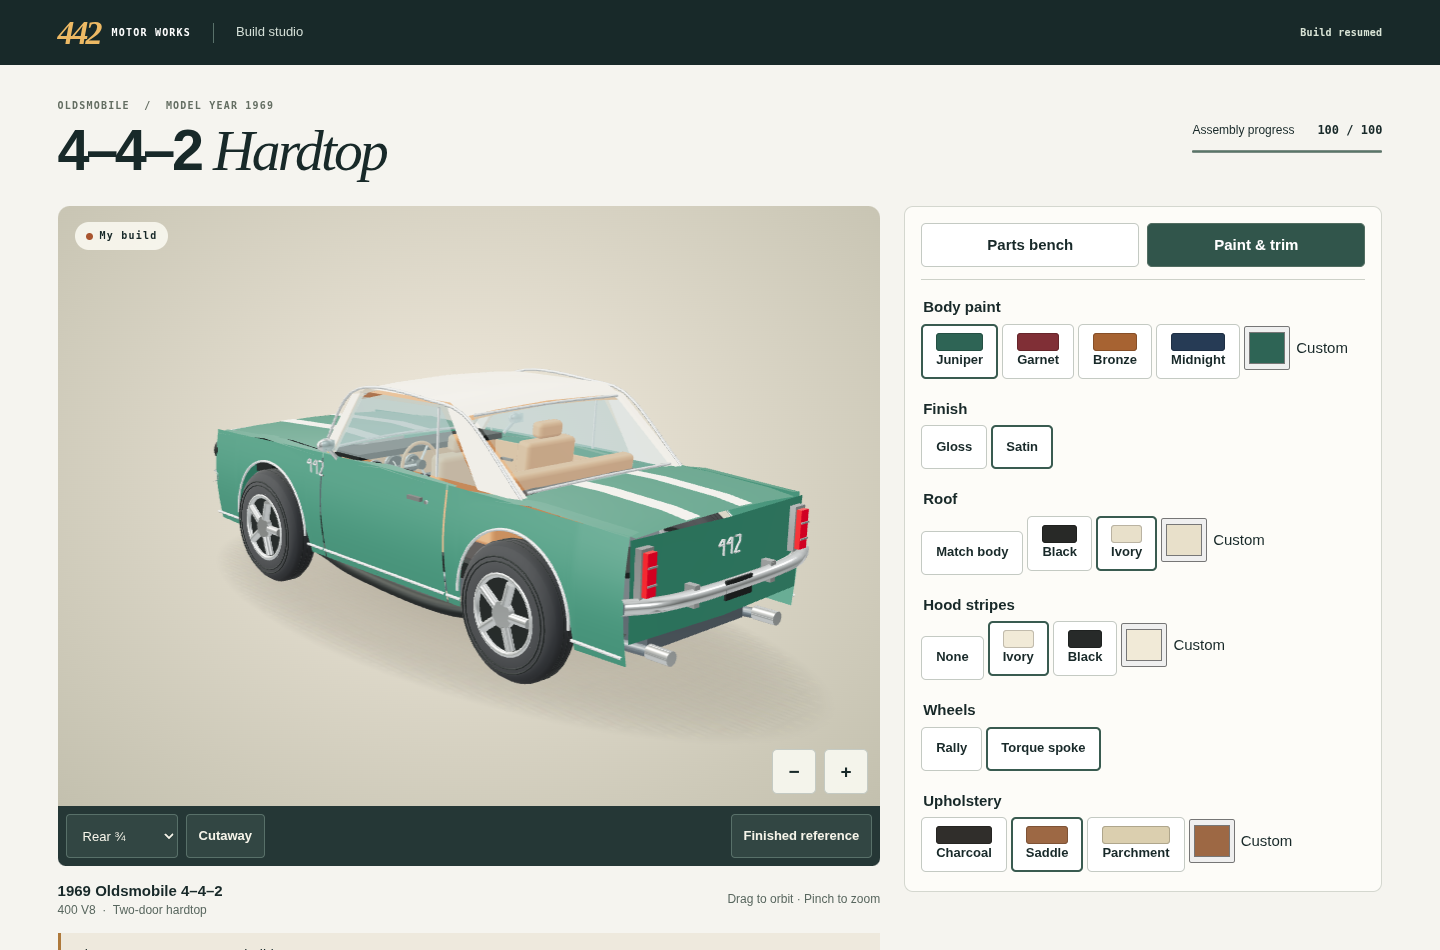 442 MOTOR WORKS Build studio Build resumed
OLDSMOBILE / MODEL YEAR 1969
4–4–2 Hardtop
Assembly progress 100 / 100
My build
442
442
− +
Rear ¾ Cutaway Finished reference
1969 Oldsmobile 4–4–2
400 V8 · Two-door hardtop
Drag to orbit · Pinch to zoom
Parts bench Paint & trim
Body paint
Juniper Garnet Bronze Midnight Custom
Finish
Gloss Satin
Roof
Match body Black Ivory Custom
Hood stripes
None Ivory Black Custom
Wheels
Rally Torque spoke
Upholstery
Charcoal Saddle Parchment Custom